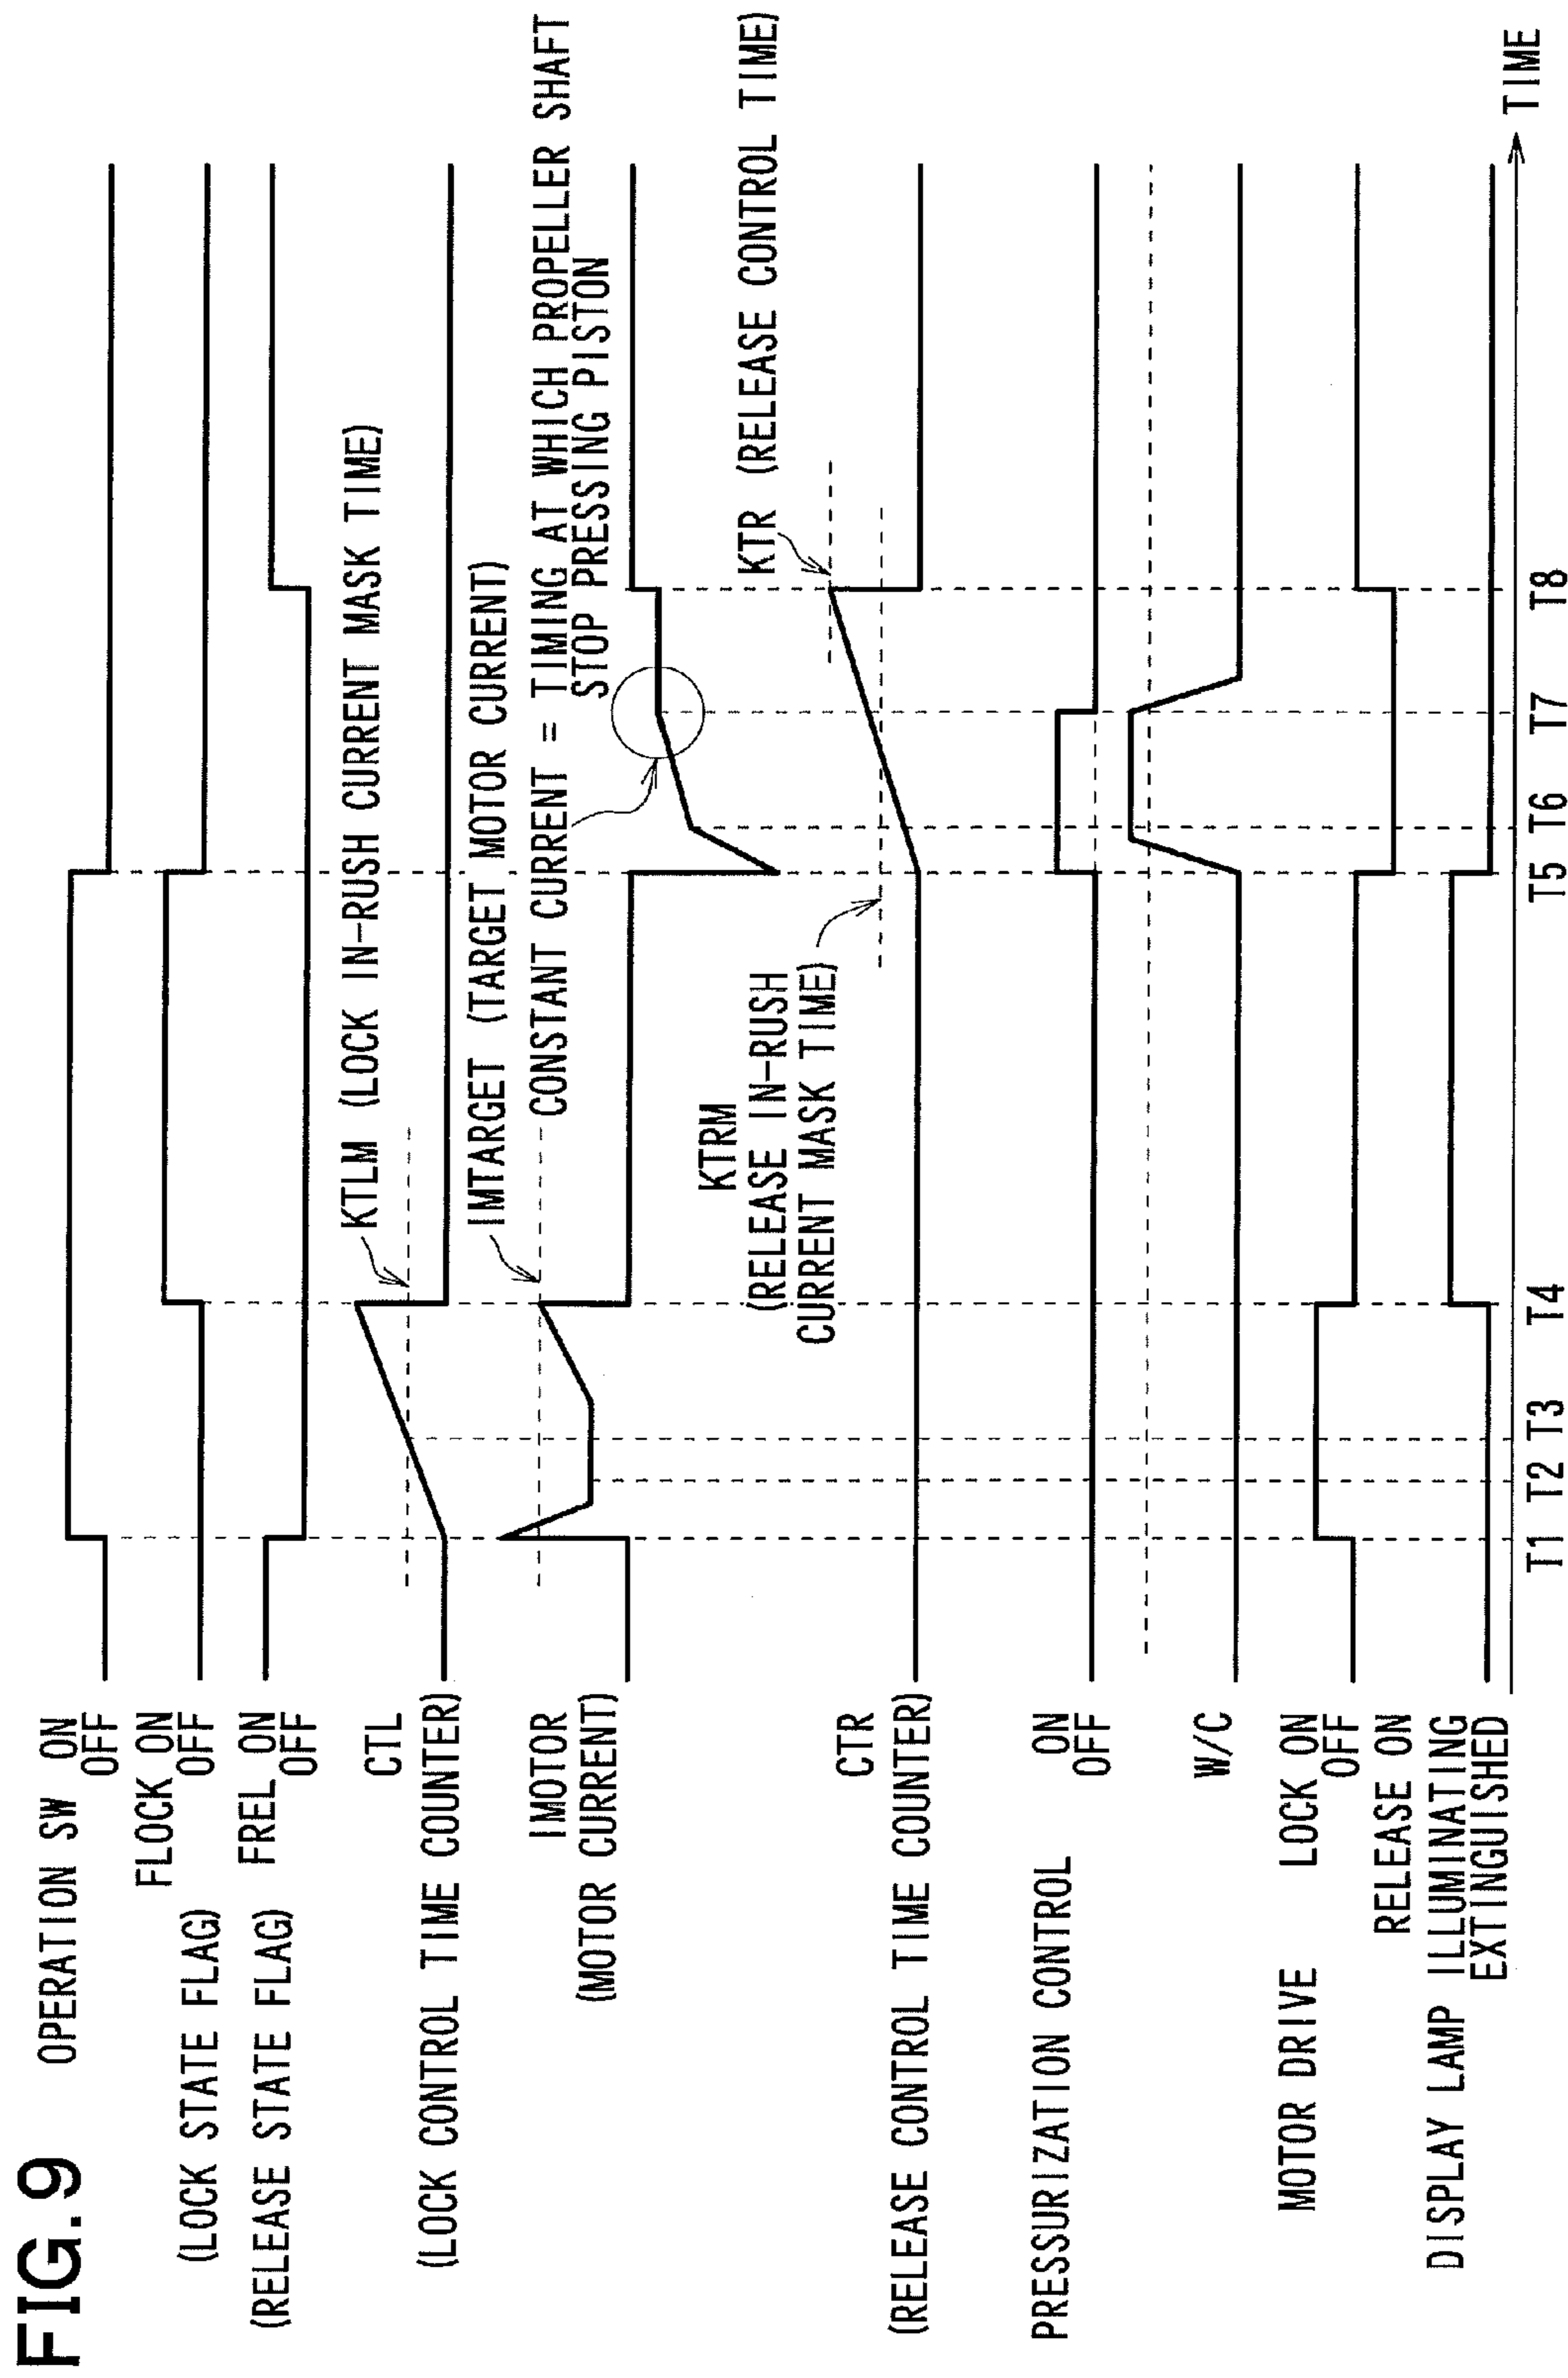 FIG. 9
OPERATION SW ON
OFF
FLOCK ON
(LOCK STATE FLAG) OFF
FREL ON
(RELEASE STATE FLAG) OFF
CTL
(LOCK CONTROL TIME COUNTER)
KTLM (LOCK IN-RUSH CURRENT MASK TIME)
IMOTOR
(MOTOR CURRENT)
IMTARGET (TARGET MOTOR CURRENT)
CONSTANT CURRENT = TIMING AT WHICH PROPELLER SHAFT
STOP PRESSING PISTON
CTR
(RELEASE CONTROL TIME COUNTER)
KTRM
(RELEASE IN-RUSH
CURRENT MASK TIME)
KTR (RELEASE CONTROL TIME)
PRESSURIZATION CONTROL ON
OFF
W/C
MOTOR DRIVE LOCK ON
OFF
RELEASE ON
DISPLAY LAMP ILLUMINATING
EXTINGUISHED
T1 T2 T3 T4 T5 T6 T7 T8
TIME